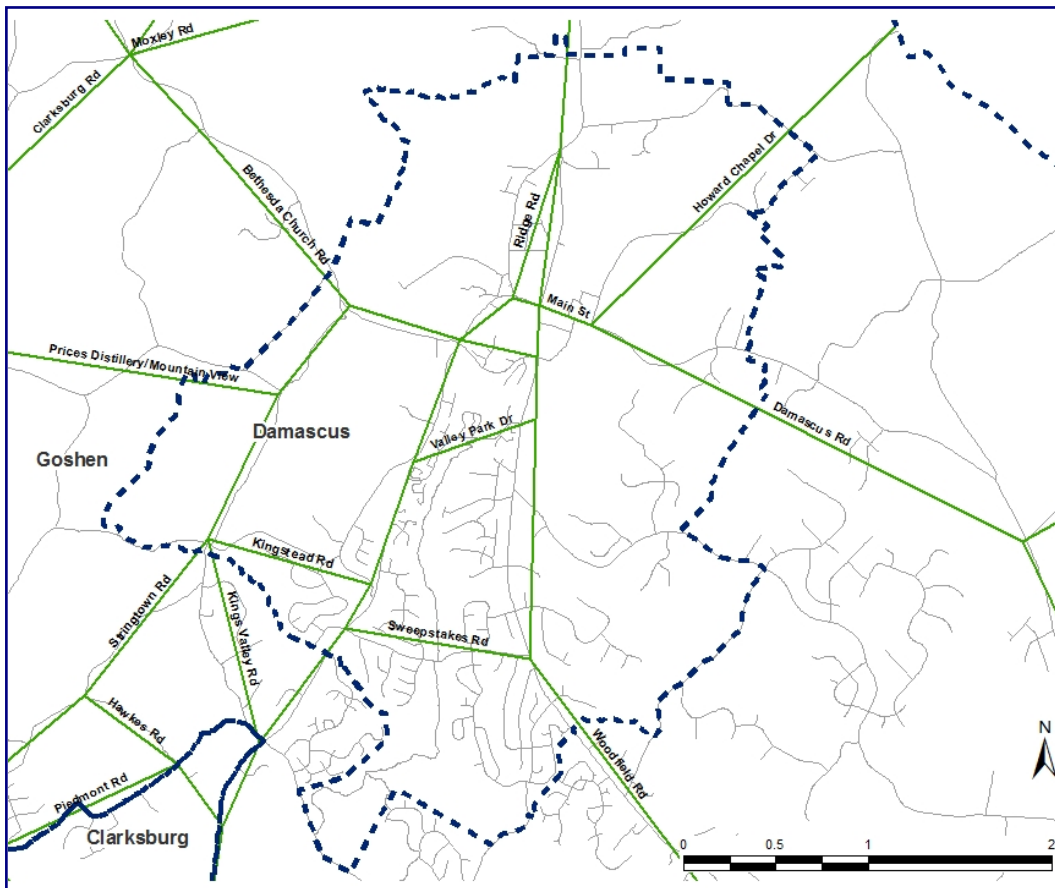 Moxley Rd
Clarksburg Rd
Bethesda Church Rd
Howard Chapel Dr
Ridge Rd
Main St
Prices Distillery/Mountain View
Damascus
Valley Park Dr
Damascus Rd
Goshen
Kingstead Rd
Stringtown Rd
Kings Valley Rd
Sweepstakes Rd
Hawkes Rd
Woodfield Rd
N
Piedmont Rd
Clarksburg
0 0.5 1 2